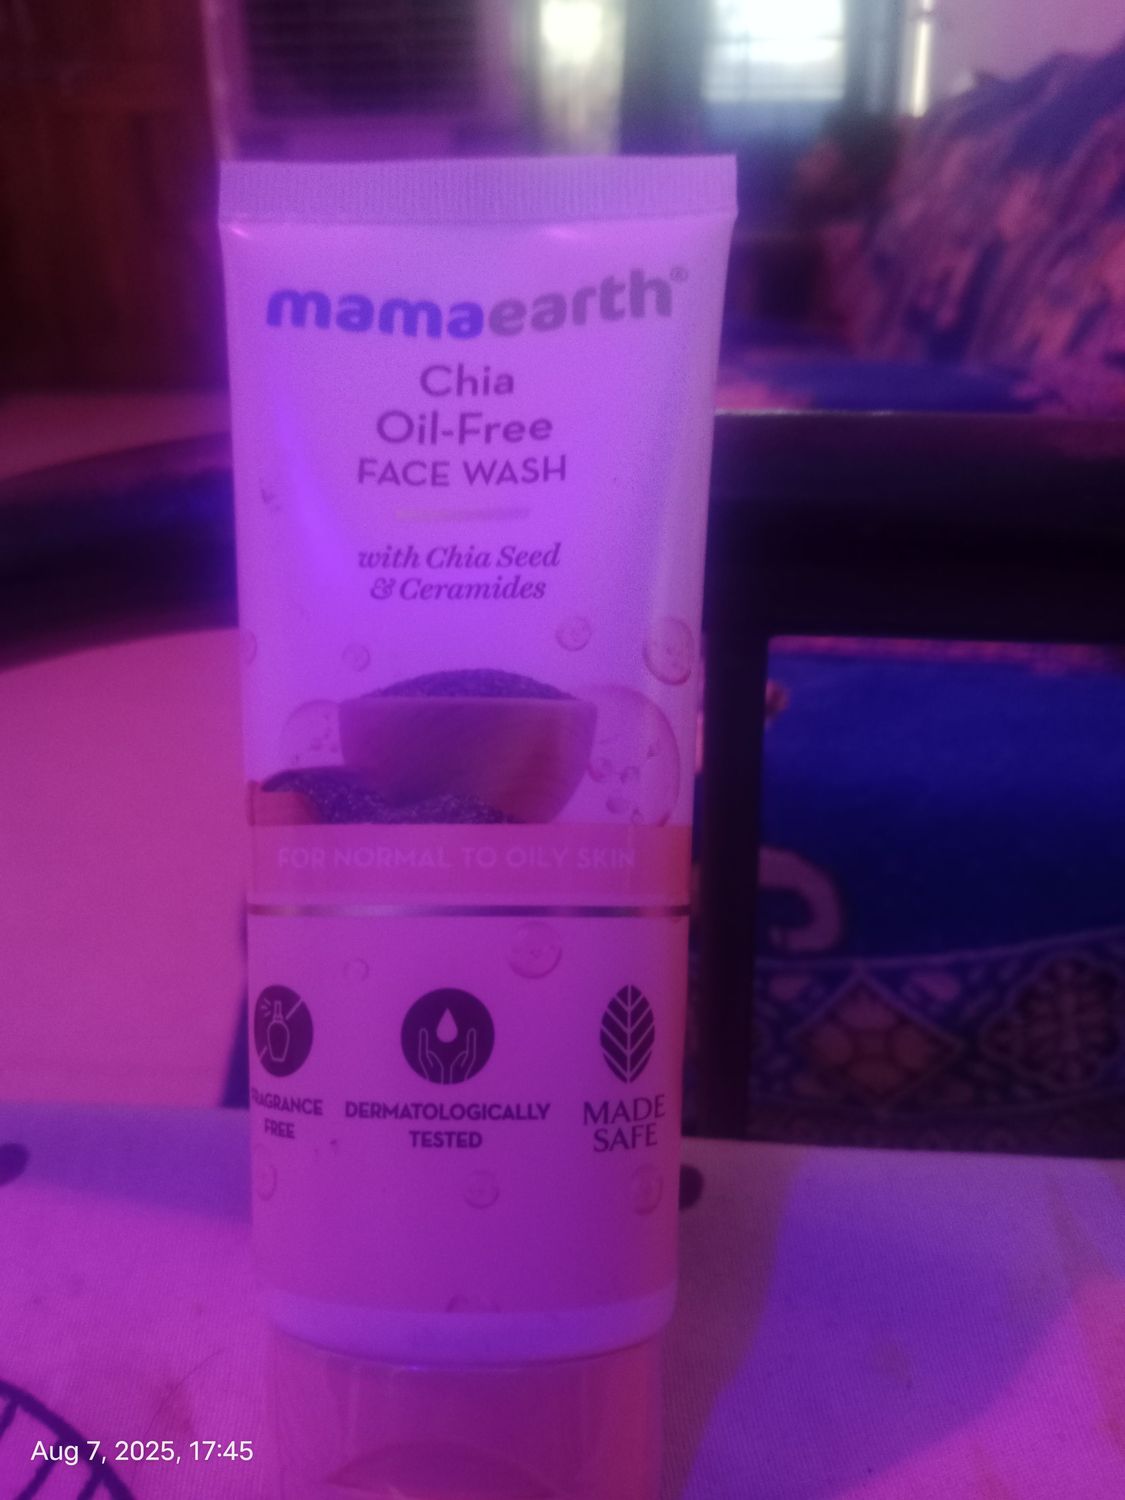 mamaearth®
Chia
Oil-Free
FACE WASH
with Chia Seed
& Ceramides
FOR NORMAL TO OILY SKIN
FRAGRANCE
FREE
DERMATOLOGICALLY
TESTED
MADE
SAFE
Aug 7, 2025, 17:45